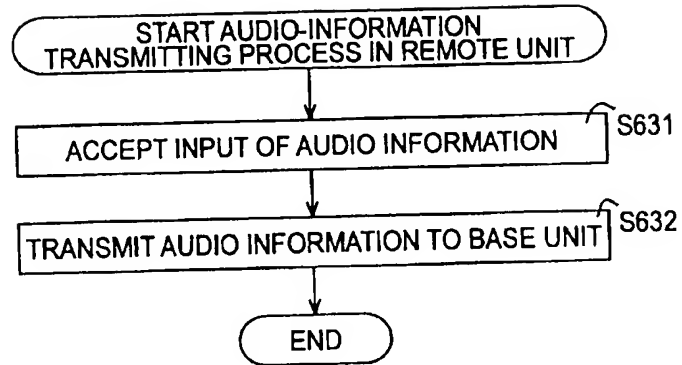 START AUDIO-INFORMATION
TRANSMITTING PROCESS IN REMOTE UNIT
S631
ACCEPT INPUT OF AUDIO INFORMATION
S632
TRANSMIT AUDIO INFORMATION TO BASE UNIT
END